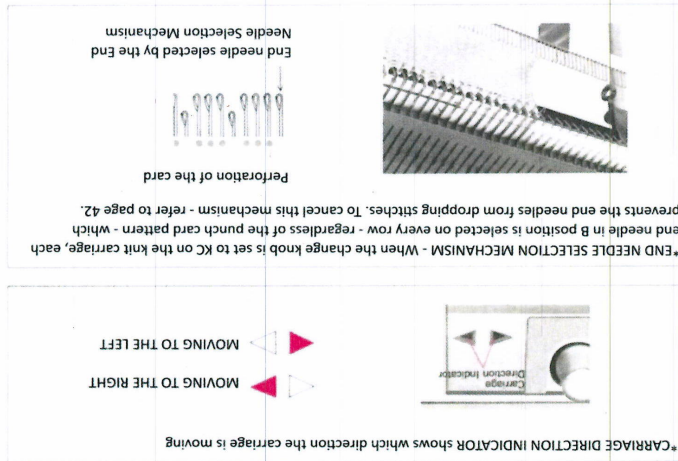 *CARRIAGE DIRECTION INDICATOR shows which direction the carriage is moving
Carriage
Direction Indicator
MOVING TO THE RIGHT
MOVING TO THE LEFT
*END NEEDLE SELECTION MECHANISM - When the change knob is set to KC on the knit carriage, each
end needle in B position is selected on every row - regardless of the punch card pattern - which
prevents the end needles from dropping stitches. To cancel this mechanism - refer to page 42.
Perforation of the card
End needle selected by the End
Needle Selection Mechanism